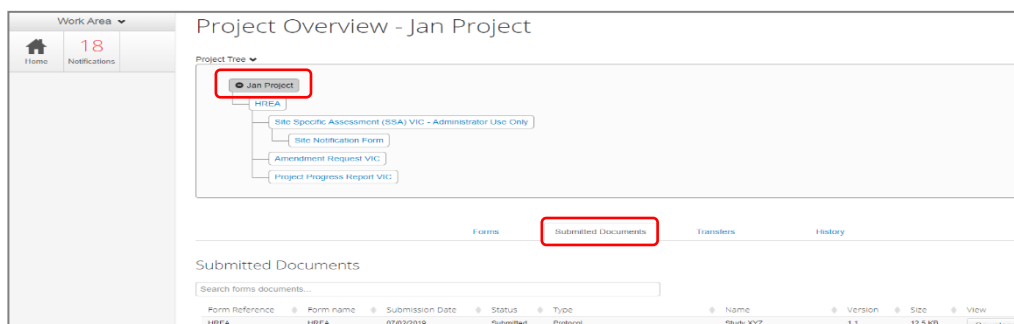 Work Area
Project Overview - Jan Project
Home
18
Notifications
Project Tree
Jan Project
HREA
Site Specific Assessment (SSA) VIC - Administrator Use Only
Site Notification Form
Amendment Request VIC
Project Progress Report VIC
Forms Submitted Documents Transfers History
Submitted Documents
Search forms documents...
Form Reference Form name Submission Date Status Type Name Version Size View
HREA HREA 07/02/2019 Submitted Protocol Study XYZ 1.1 12.5 KB